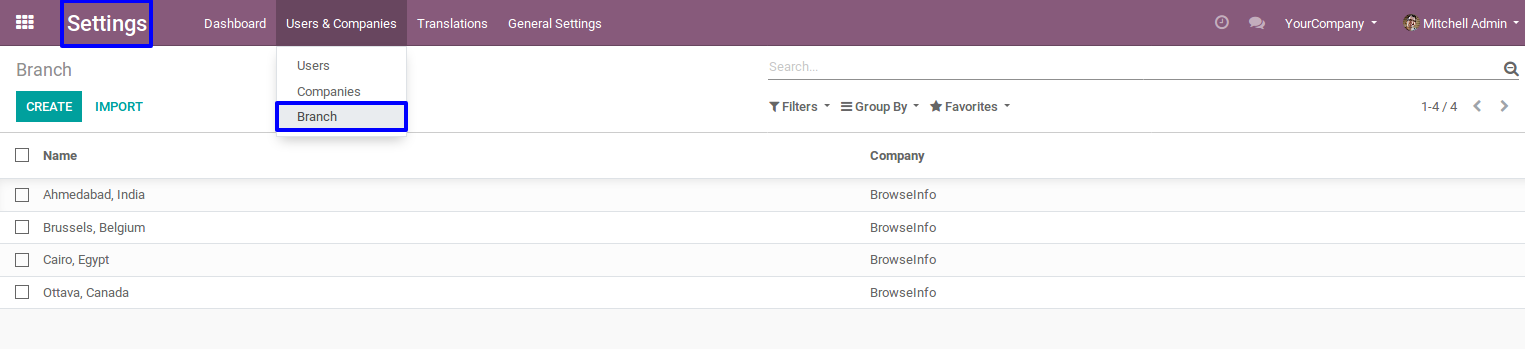 Settings Dashboard Users & Companies Translations General Settings YourCompany Mitchell Admin
Branch
Users
Search...
Companies
CREATE IMPORT
Filters Group By Favorites 1-4 / 4
Branch
Name Company
Ahmedabad, India BrowseInfo
Brussels, Belgium BrowseInfo
Cairo, Egypt BrowseInfo
Ottava, Canada BrowseInfo